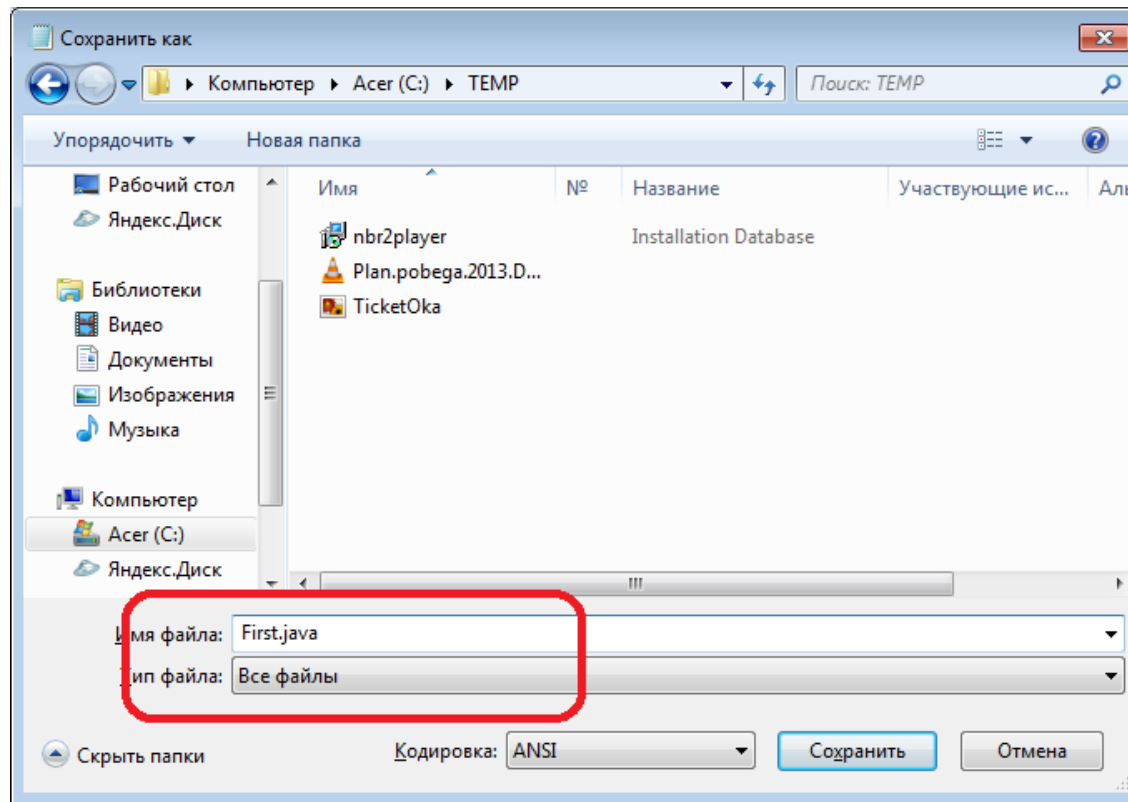 Сохранить как
Компьютер Acer (C:) TEMP
Поиск: TEMP
Упорядочить Новая папка
Рабочий стол
Яндекс.Диск
Библиотеки
Видео
Документы
Изображения
Музыка
Компьютер
Acer (C:)
Яндекс.Диск
Имя № Название Участвующие ис... Аль
nbr2player Installation Database
Plan.pobega.2013.D...
TicketOka
Имя файла: First.java
Тип файла: Все файлы
Скрыть папки Кодировка: ANSI Сохранить Отмена